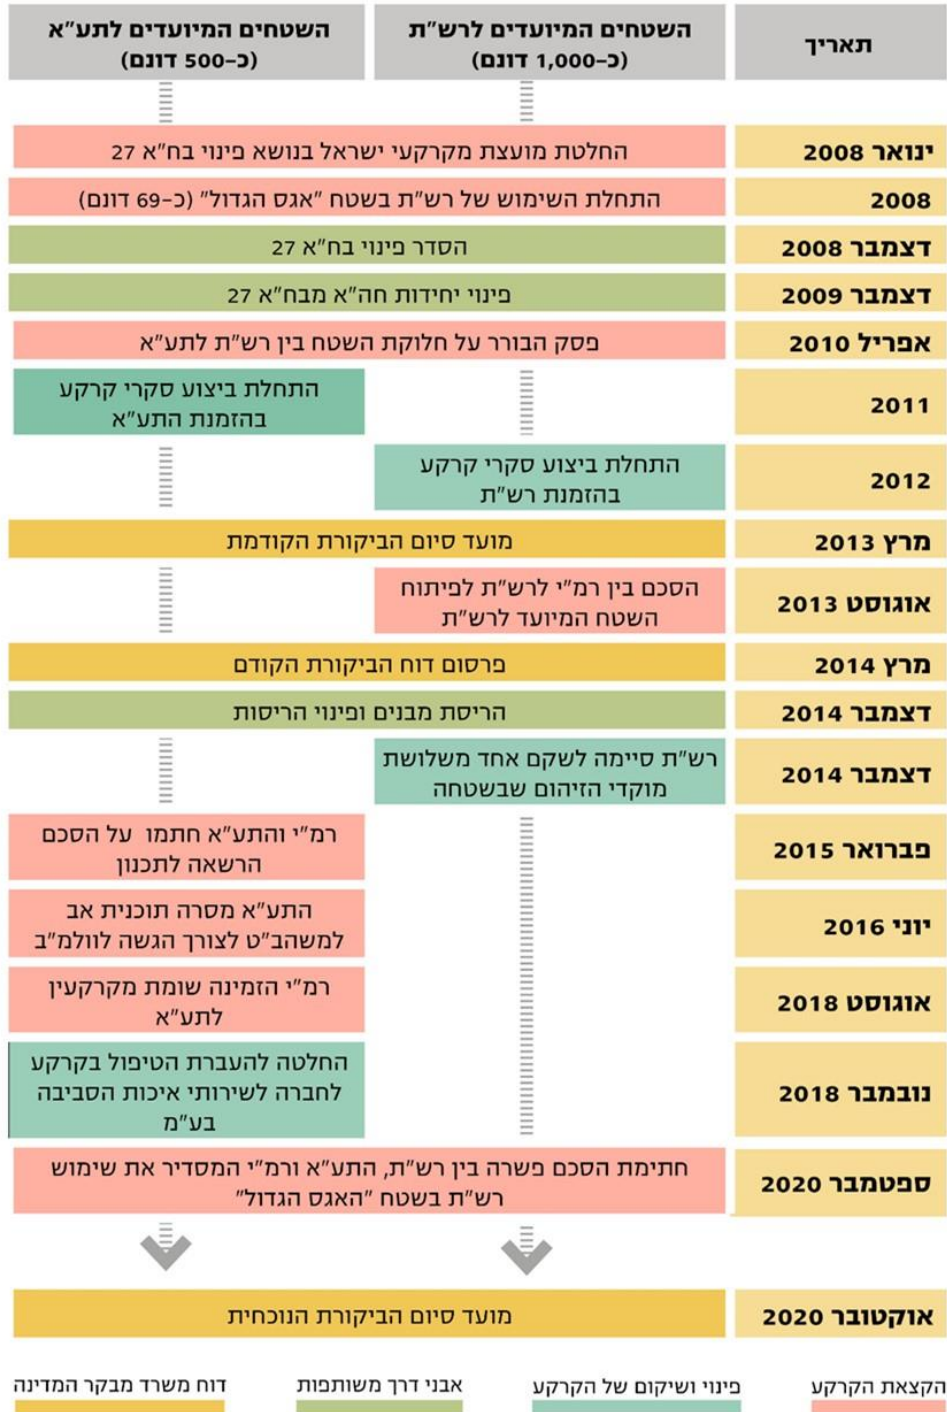 תאריך
השטחים המיועדים לרש"ת
(כ-1,000 דונם)
השטחים המיועדים לתע"א
(כ-500 דונם)
ינואר 2008
החלטת מועצת מקרקעי ישראל בנושא פינוי בח"א 27
2008
התחלת השימוש של רש"ת בשטח "אגס הגדול" (כ-69 דונם)
דצמבר 2008
הסדר פינוי בח"א 27
דצמבר 2009
פינוי יחידות חה"א מבח"א 27
אפריל 2010
פסק הבורר על חלוקת השטח בין רש"ת לתע"א
2011
התחלת ביצוע סקרי קרקע
בהזמנת התע"א
2012
התחלת ביצוע סקרי קרקע
בהזמנת רש"ת
מרץ 2013
מועד סיום הביקורת הקודמת
אוגוסט 2013
הסכם בין רמ"י לרש"ת לפיתוח
השטח המיועד לרש"ת
מרץ 2014
פרסום דוח הביקורת הקודם
דצמבר 2014
הריסת מבנים ופינוי הריסות
דצמבר 2014
רש"ת סיימה לשקם אחד משלושת
מוקדי הזיהום שבשטחה
פברואר 2015
רמ"י והתע"א חתמו על הסכם
הרשאה לתכנון
יוני 2016
התע"א מסרה תוכנית אב
למשהב"ט לצורך הגשה לוולמ"ב
אוגוסט 2018
רמ"י הזמינה שומת מקרקעין
לתע"א
נובמבר 2018
החלטה להעברת הטיפול בקרקע
לחברה לשירותי איכות הסביבה
בע"מ
ספטמבר 2020
חתימת הסכם פשרה בין רש"ת, התע"א ורמ"י המסדיר את שימוש
רש"ת בשטח "האגס הגדול"
אוקטובר 2020
מועד סיום הביקורת הנוכחית
הקצאת הקרקע
פינוי ושיקום של הקרקע
אבני דרך משותפות
דוח משרד מבקר המדינה